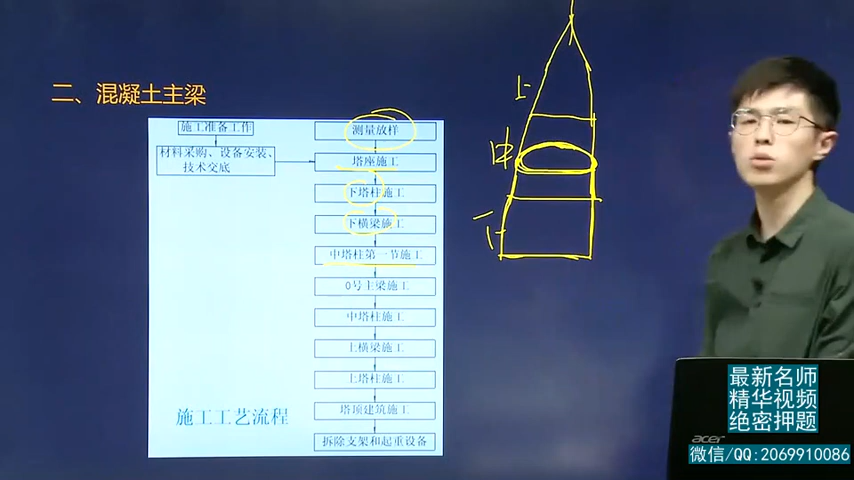 二、混凝土主梁
施工准备工作
材料采购、设备安装、
技术交底
测量放样
塔座施工
下塔柱施工
下横梁施工
中塔柱第一节施工
0号主梁施工
中塔柱施工
上横梁施工
上塔柱施工
塔顶建筑施工
拆除支架和起重设备
施工工艺流程
上
中
下
acer
最新名师
精华视频
绝密押题
微信/QQ:2069910086